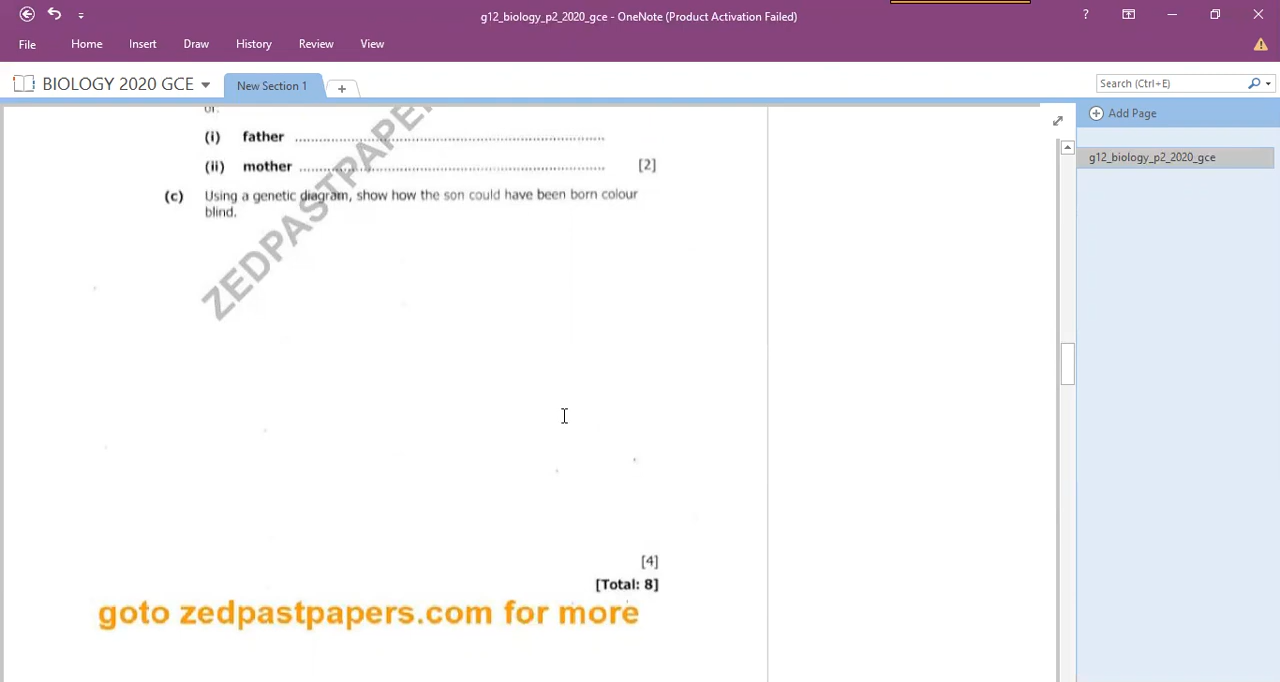 g12_biology_p2_2020_gce - OneNote (Product Activation Failed)
File Home Insert Draw History Review View
BIOLOGY 2020 GCE New Section 1 + Search (Ctrl+E)
Add Page
g12_biology_p2_2020_gce
(i) father ............................................................
(ii) mother ............................................................ [2]
(c) Using a genetic diagram, show how the son could have been born colour
blind.
ZEDPASTPAPER
[4]
[Total: 8]
goto zedpastpapers.com for more